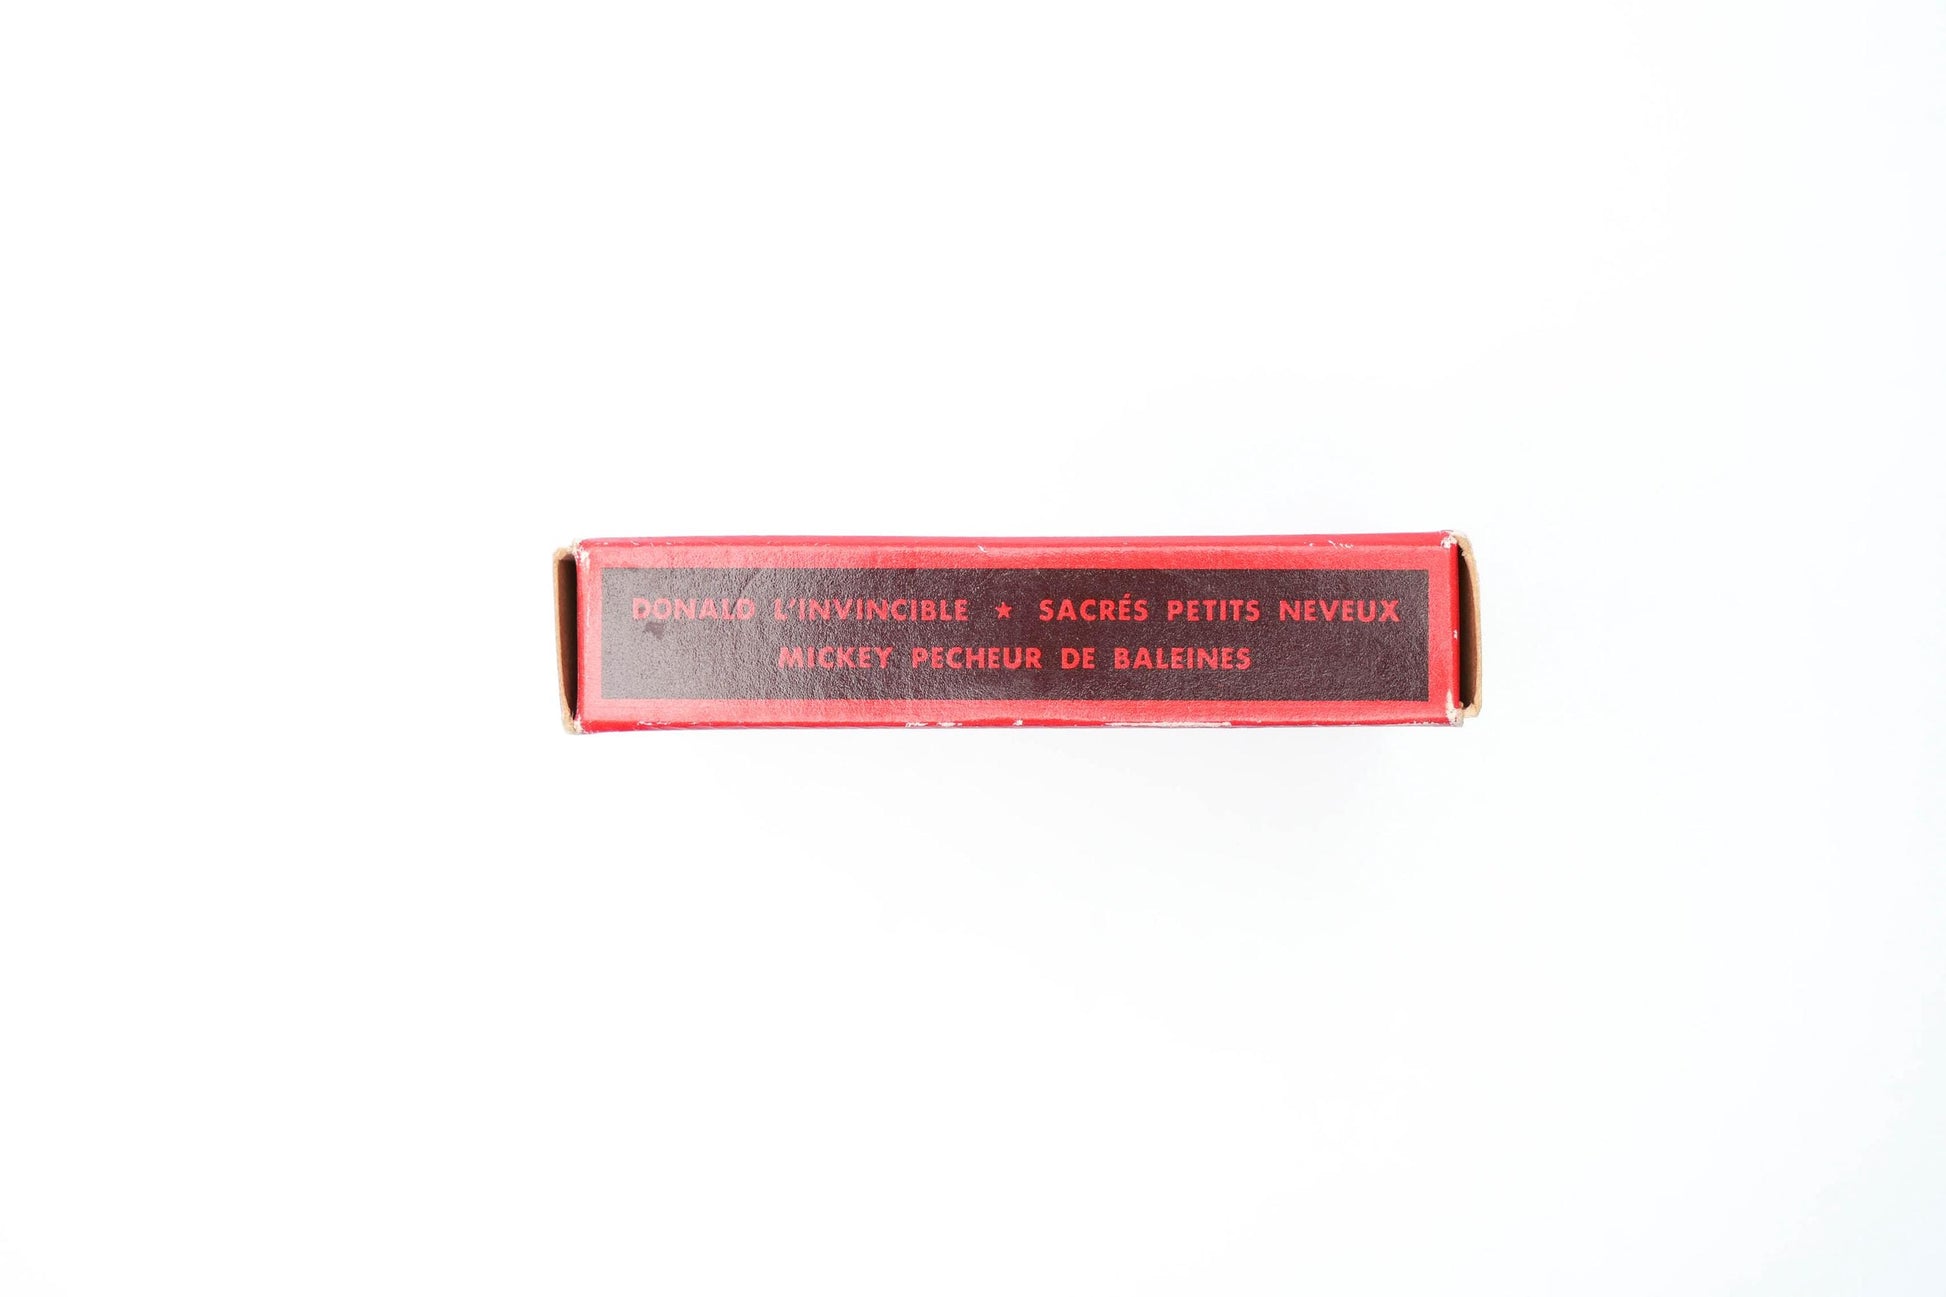 DONALD L'INVINCIBLE ★ SACRÉS PETITS NEVEUX
MICKEY PECHEUR DE BALEINES